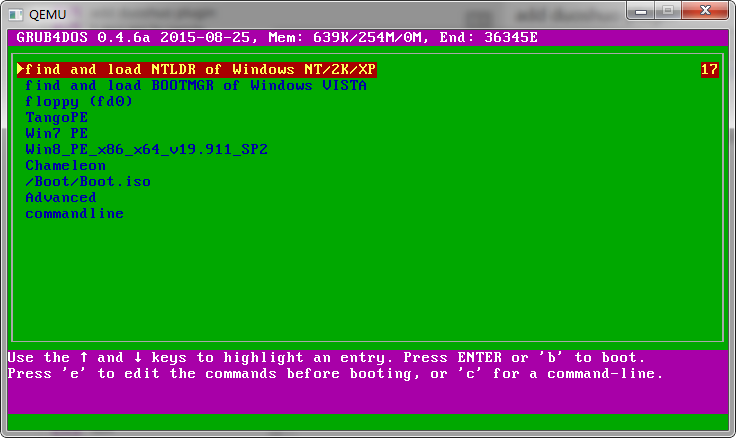 QEMU
GRUB4DOS 0.4.6a 2015-08-25, Mem: 639K/254M/0M, End: 36345E
find and load NTLDR of Windows NT/2K/XP 17
find and load BOOTMGR of Windows VISTA
floppy (fd0)
TangoPE
Win7 PE
Win8_PE_x86_x64_v19.911_SP2
Chameleon
/Boot/Boot.iso
Advanced
commandline
Use the ↑ and ↓ keys to highlight an entry. Press ENTER or 'b' to boot.
Press 'e' to edit the commands before booting, or 'c' for a command-line.